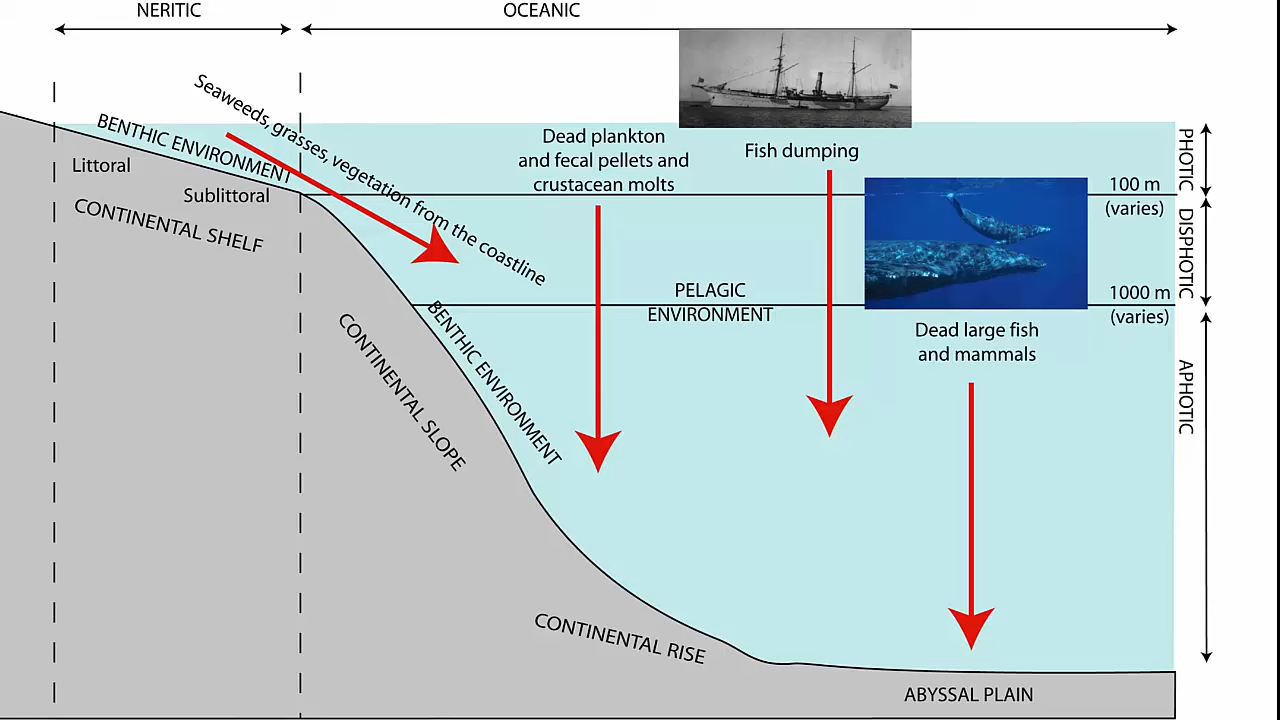 NERITIC
OCEANIC
Seaweeds, grasses, vegetation from the coastline
BENTHIC ENVIRONMENT
Littoral
Sublittoral
CONTINENTAL SHELF
Dead plankton
and fecal pellets and
crustacean molts
Fish dumping
PHOTIC
100 m
(varies)
DISPHOTIC
PELAGIC
ENVIRONMENT
1000 m
(varies)
BENTHIC ENVIRONMENT
CONTINENTAL SLOPE
Dead large fish
and mammals
APHOTIC
CONTINENTAL RISE
ABYSSAL PLAIN